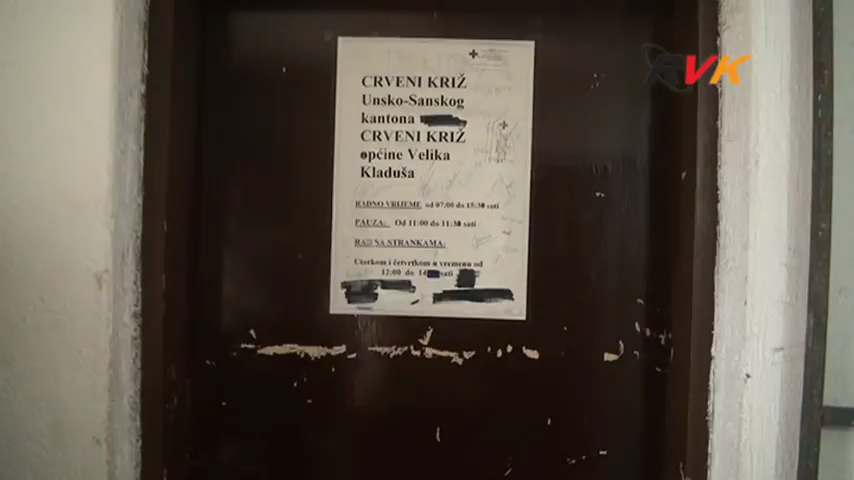 RVK
CRVENI KRIŽ
Unsko-Sanskog
kantona
CRVENI KRIŽ
općine Velika
Kladuša
RADNO VRIJEME od 07:00 do 15:30 sati
PAUZA: Od 11:00 do 11:30 sati
RAD SA STRANKAMA:
Utorkom i četvrtkom u vremenu od
12:00 do 14 sati